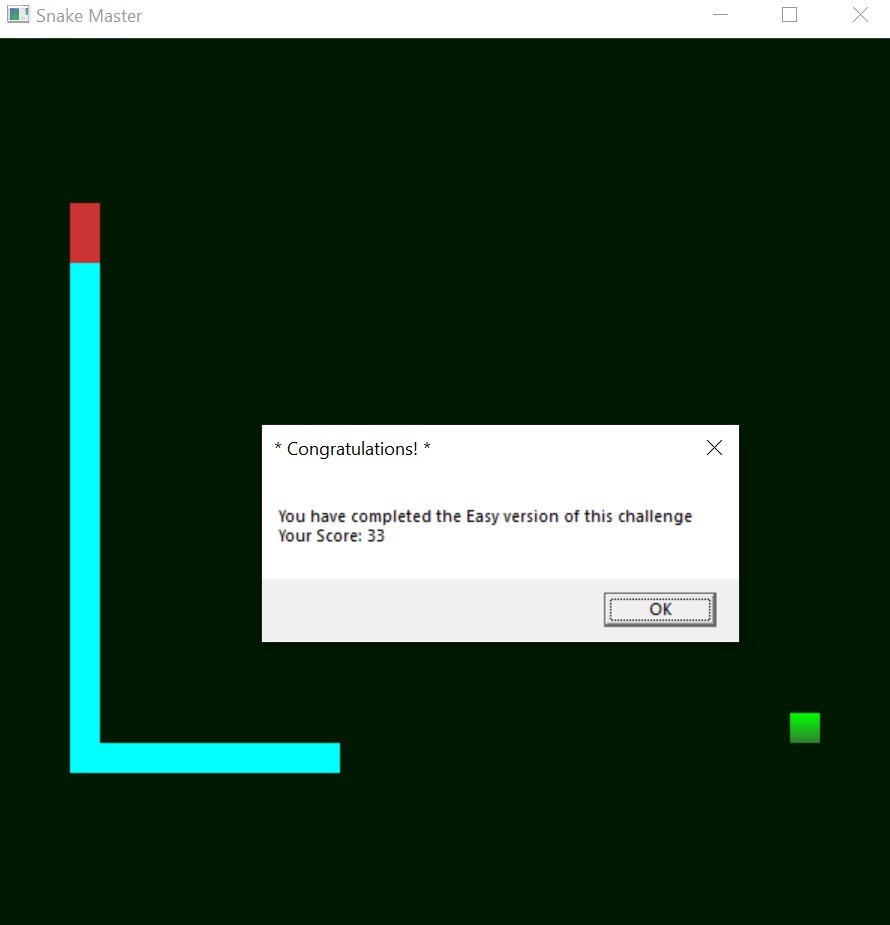 Snake Master
* Congratulations! *
You have completed the Easy version of this challenge
Your Score: 33
OK